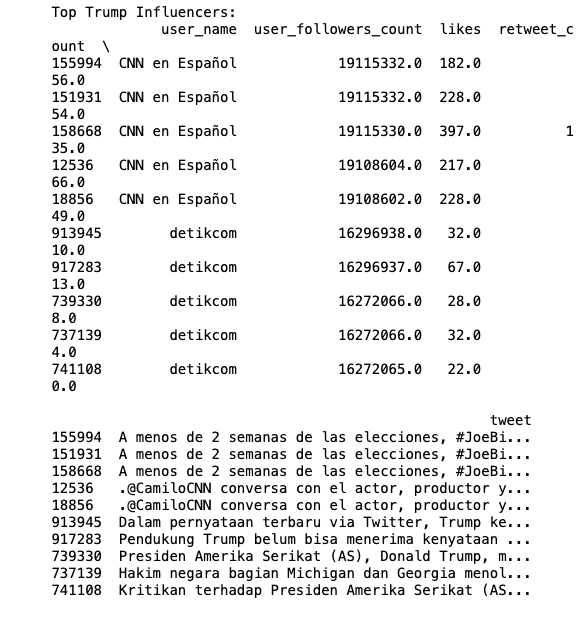 Top Trump Influencers:
user_name user_followers_count likes retweet_c
ount \
155994 CNN en Español 19115332.0 182.0
56.0
151931 CNN en Español 19115332.0 228.0
54.0
158668 CNN en Español 19115330.0 397.0 1
35.0
12536 CNN en Español 19108604.0 217.0
66.0
18856 CNN en Español 19108602.0 228.0
49.0
913945 detikcom 16296938.0 32.0
10.0
917283 detikcom 16296937.0 67.0
13.0
739330 detikcom 16272066.0 28.0
8.0
737139 detikcom 16272066.0 32.0
4.0
741108 detikcom 16272065.0 22.0
0.0
tweet
155994 A menos de 2 semanas de las elecciones, #JoeBi...
151931 A menos de 2 semanas de las elecciones, #JoeBi...
158668 A menos de 2 semanas de las elecciones, #JoeBi...
12536 .@CamiloCNN conversa con el actor, productor y...
18856 .@CamiloCNN conversa con el actor, productor y...
913945 Dalam pernyataan terbaru via Twitter, Trump ke...
917283 Pendukung Trump belum bisa menerima kenyataan ...
739330 Presiden Amerika Serikat (AS), Donald Trump, m...
737139 Hakim negara bagian Michigan dan Georgia menol...
741108 Kritikan terhadap Presiden Amerika Serikat (AS...